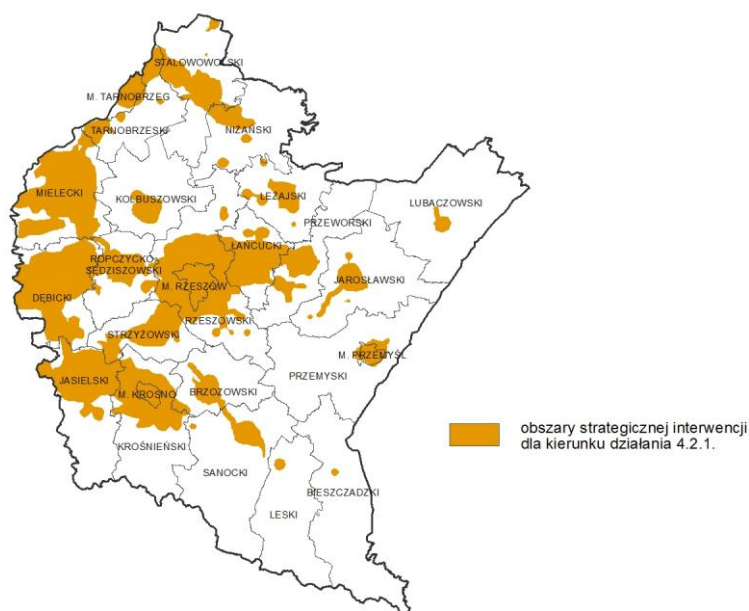 STALOWOWOLSKI
M. TARNOBRZEG
TARNOBRZESKI
NIŻAŃSKI
MIELECKI
KOLBUSZOWSKI
LEŻAJSKI
LUBACZOWSKI
PRZEWORSKI
ROPCZYCKO
SĘDZISZOWSKI
ŁAŃCUCKI
DĘBICKI
M. RZESZÓW
JAROSŁAWSKI
RZESZOWSKI
STRZYŻOWSKI
M. PRZEMYŚL
JASIELSKI
M. KROSNO
BRZOZOWSKI
PRZEMYSKI
KROŚNIEŃSKI
SANOCKI
LESKI
BIESZCZADZKI
obszary strategicznej interwencji
dla kierunku działania 4.2.1.